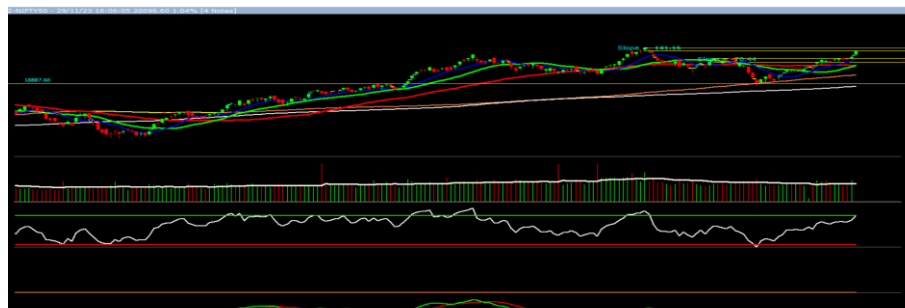 NIFTY50 - 29/11/23 16:06:05 20096.60 1.04% [4 Notes]
Slope = 141.16
18887.60